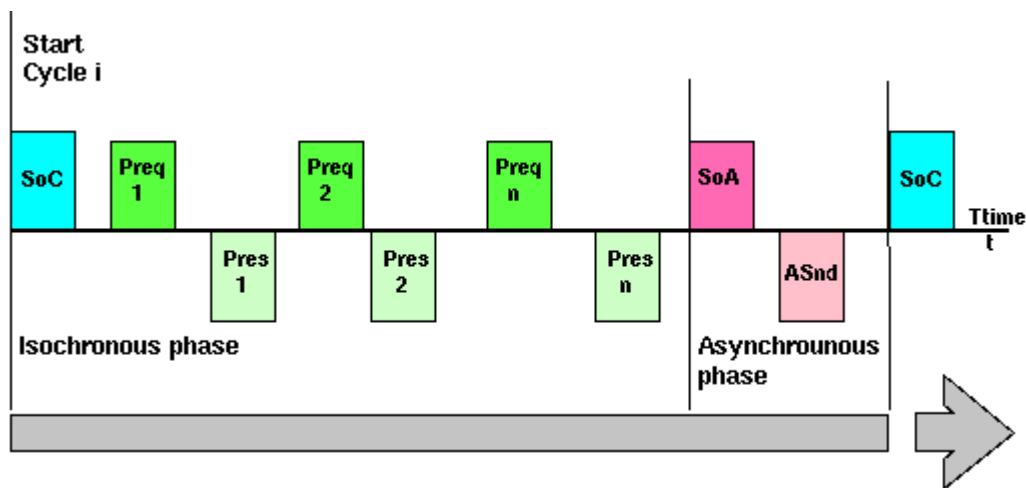 Start
Cycle i
SoC
Preq
1
Preq
2
Preq
n
SoA
SoC
Ttime
t
Pres
1
Pres
2
Pres
n
ASnd
Isochronous phase
Asynchrounous
phase